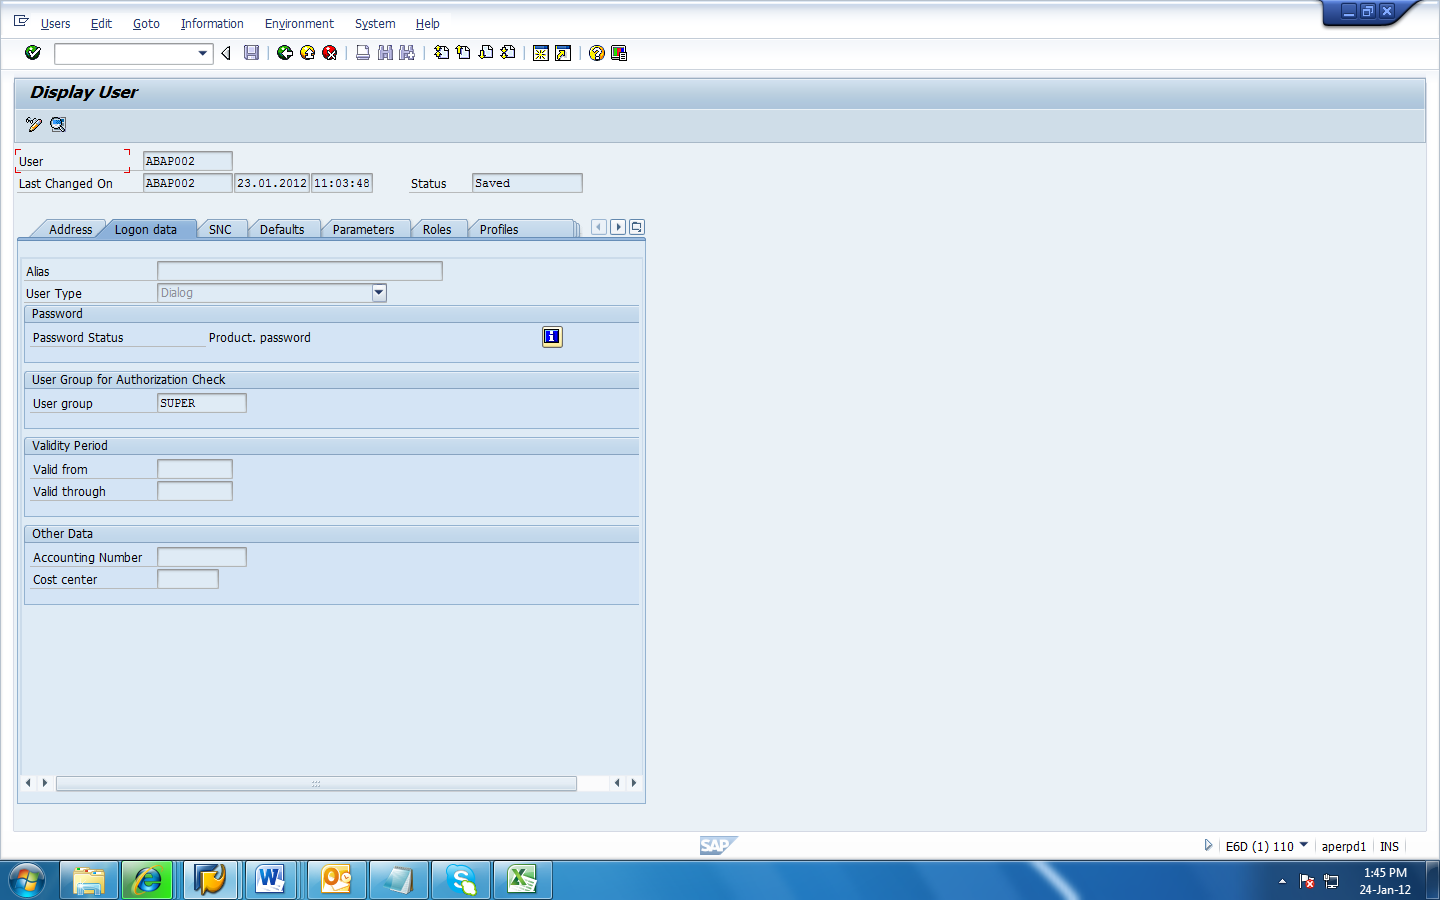 Users Edit Goto Information Environment System Help
Display User
User ABAP002
Last Changed On ABAP002 23.01.2012 11:03:48 Status Saved
Address Logon data SNC Defaults Parameters Roles Profiles
Alias
User Type Dialog
Password
Password Status Product. password
User Group for Authorization Check
User group SUPER
Validity Period
Valid from
Valid through
Other Data
Accounting Number
Cost center
SAP E6D (1) 110 aperpd1 INS
1:45 PM
24-Jan-12